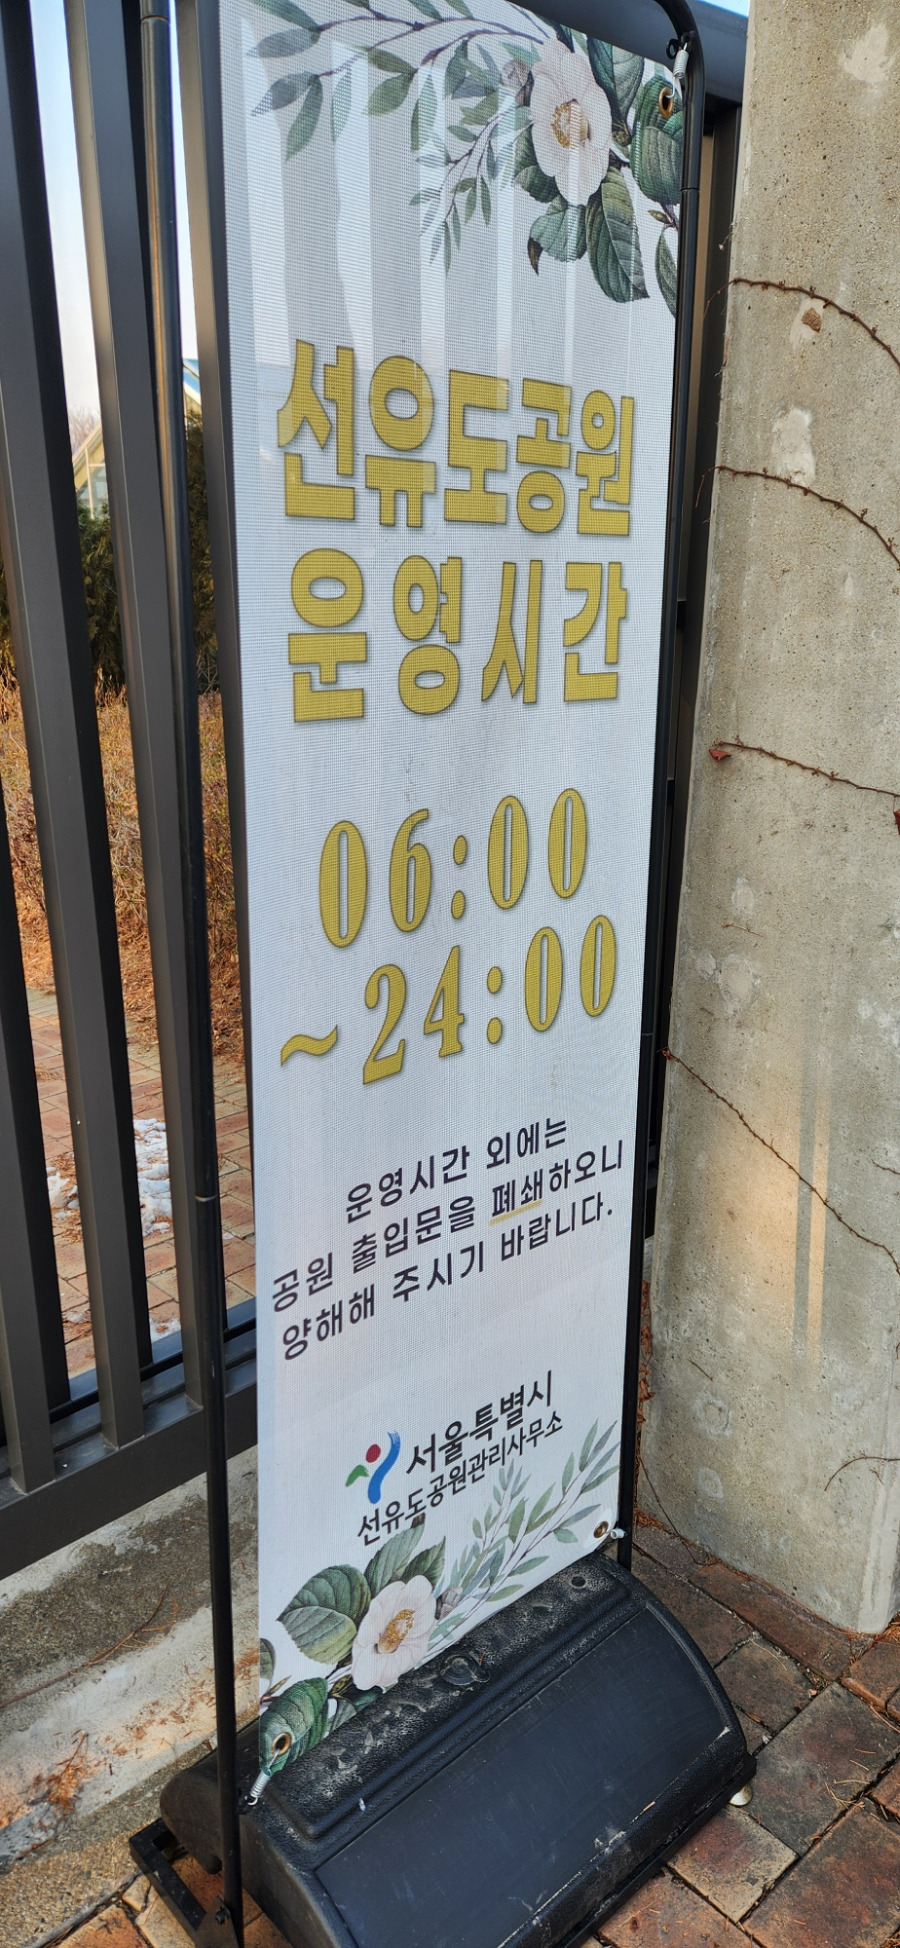 선유도공원
운영시간
06:00
~24:00
운영시간 외에는
공원 출입문을 폐쇄하오니
양해해 주시기 바랍니다.
서울특별시
선유도공원관리사무소